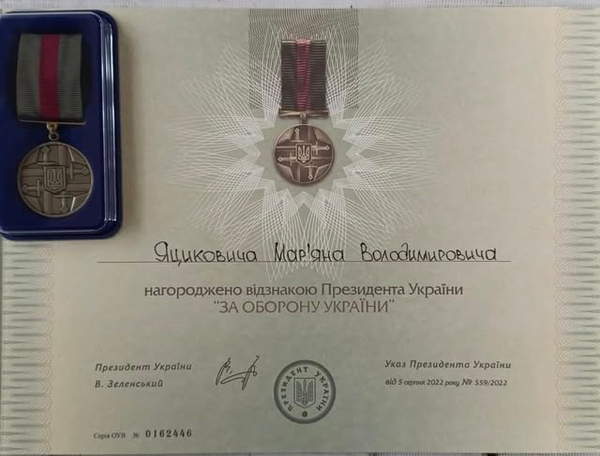 Яциковича Мар'яна Володимировича
нагороджено відзнакою Президента України
"ЗА ОБОРОНУ УКРАЇНИ"
Президент України
В. Зеленський
ПРЕЗИДЕНТ УКРАЇНИ
Указ Президента України
від 5 серпня 2022 року № 559/2022
Серія ОУВ № 0162446